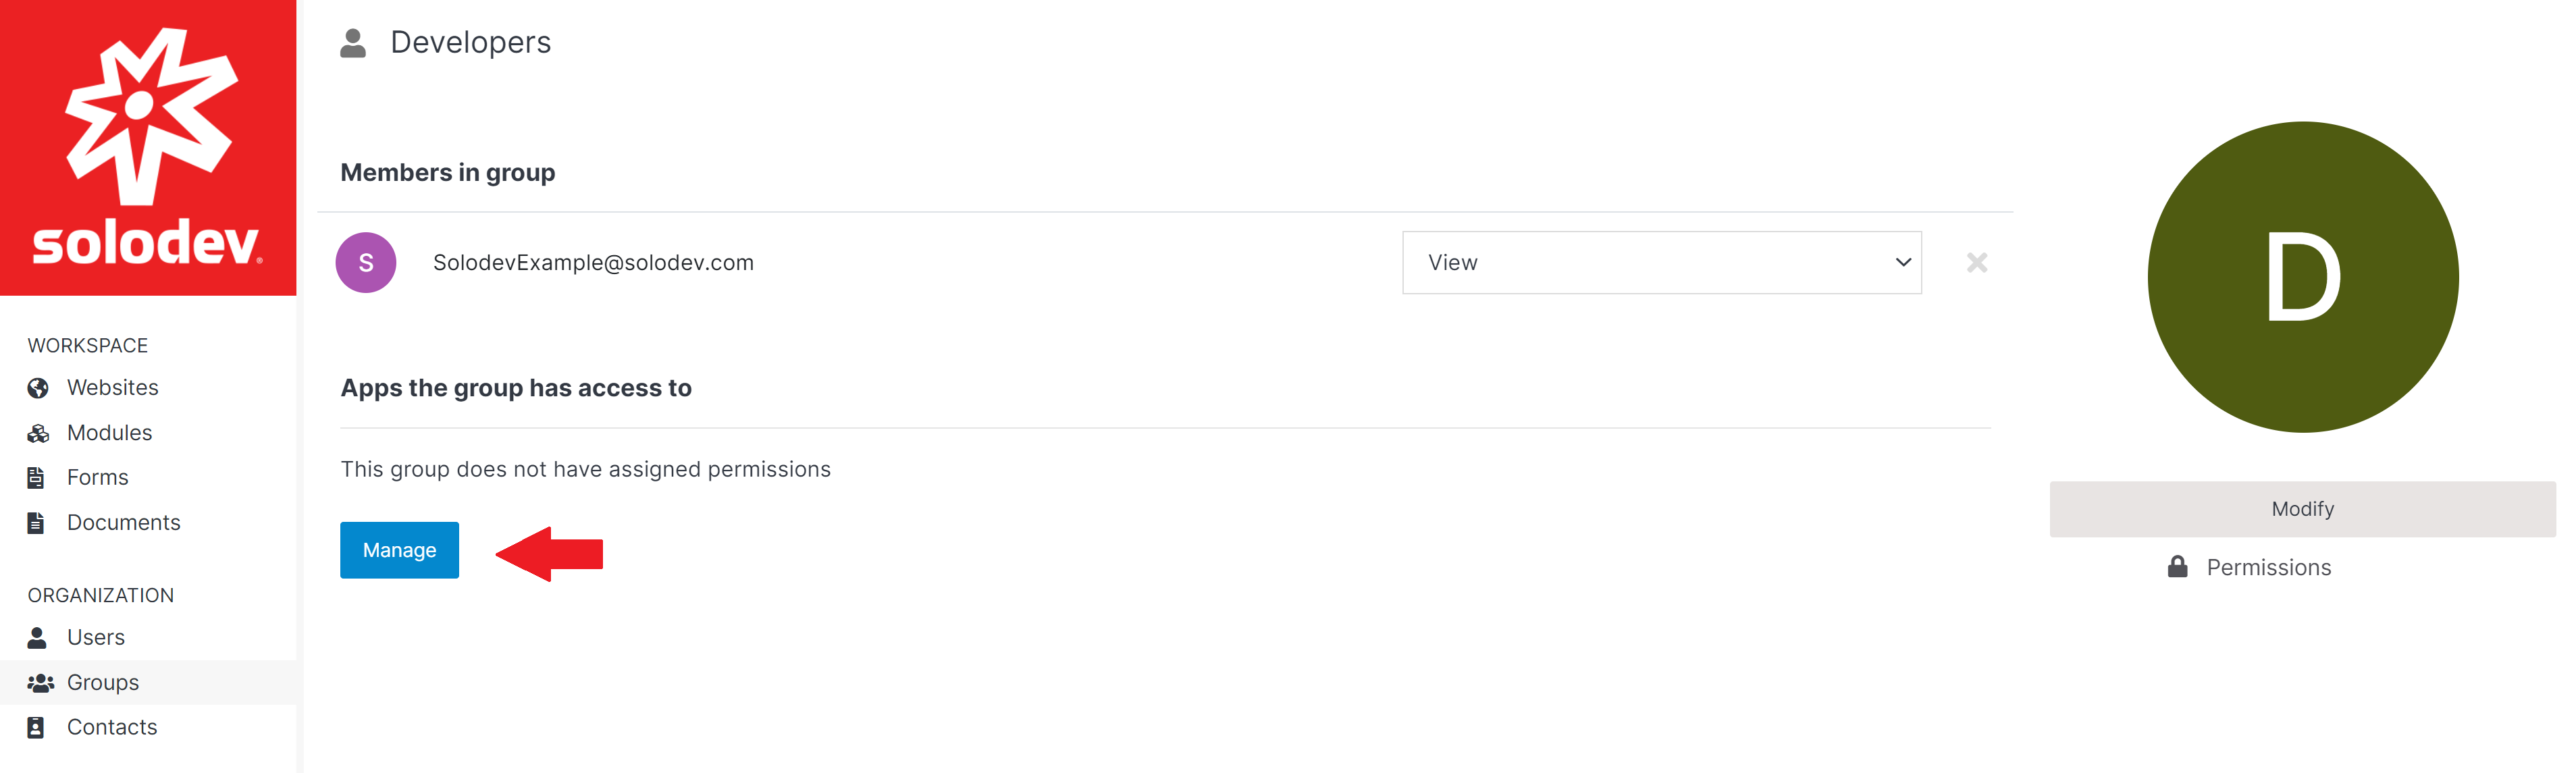 solodev®
WORKSPACE
Websites
Modules
Forms
Documents
ORGANIZATION
Users
Groups
Contacts
Developers
Members in group
S
SolodevExample@solodev.com
View
Apps the group has access to
This group does not have assigned permissions
Manage
D
Modify
Permissions